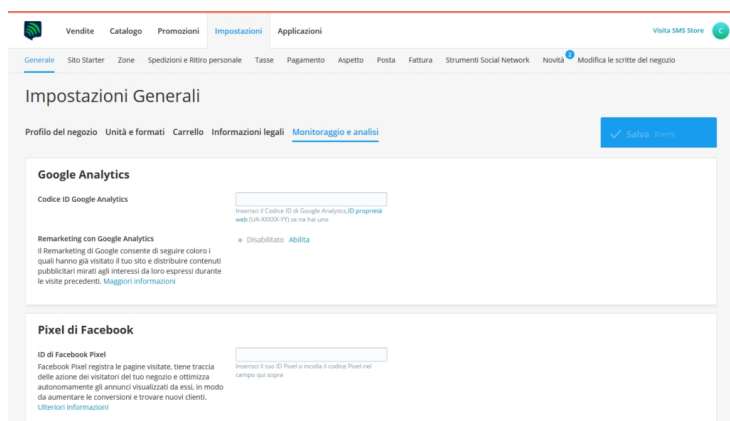 Vendite Catalogo Promozioni Impostazioni Applicazioni Visita SMS Store C
Generale Sito Starter Zone Spedizioni e Ritiro personale Tasse Pagamento Aspetto Posta Fattura Strumenti Social Network Novità 2 Modifica le scritte del negozio
Impostazioni Generali
Profilo del negozio Unità e formati Carrello Informazioni legali Monitoraggio e analisi
Salva
Google Analytics
Codice ID Google Analytics
Inserisci il Codice ID di Google Analytics,ID proprietà
web (UA-XXXXX-YY) se na hai uno
Remarketing con Google Analytics
Disabilitato Abilita
Il Remarketing di Google consente di seguire coloro i
quali hanno già visitato il tuo sito e distribuire contenuti
pubblicitari mirati agli interessi da loro espressi durante
le visite precedenti. Maggiori informazioni
Pixel di Facebook
ID di Facebook Pixel
Facebook Pixel registra le pagine visitate, tiene traccia
delle azione dei visitatori del tuo negozio e ottimizza
autonomamente gli annunci visualizzati da essi, in modo
da aumentare le conversioni e trovare nuovi clienti.
Ulteriori informazioni
Inserisci il tuo ID Pixel o incolla il codice Pixel nel
campo qui sopra